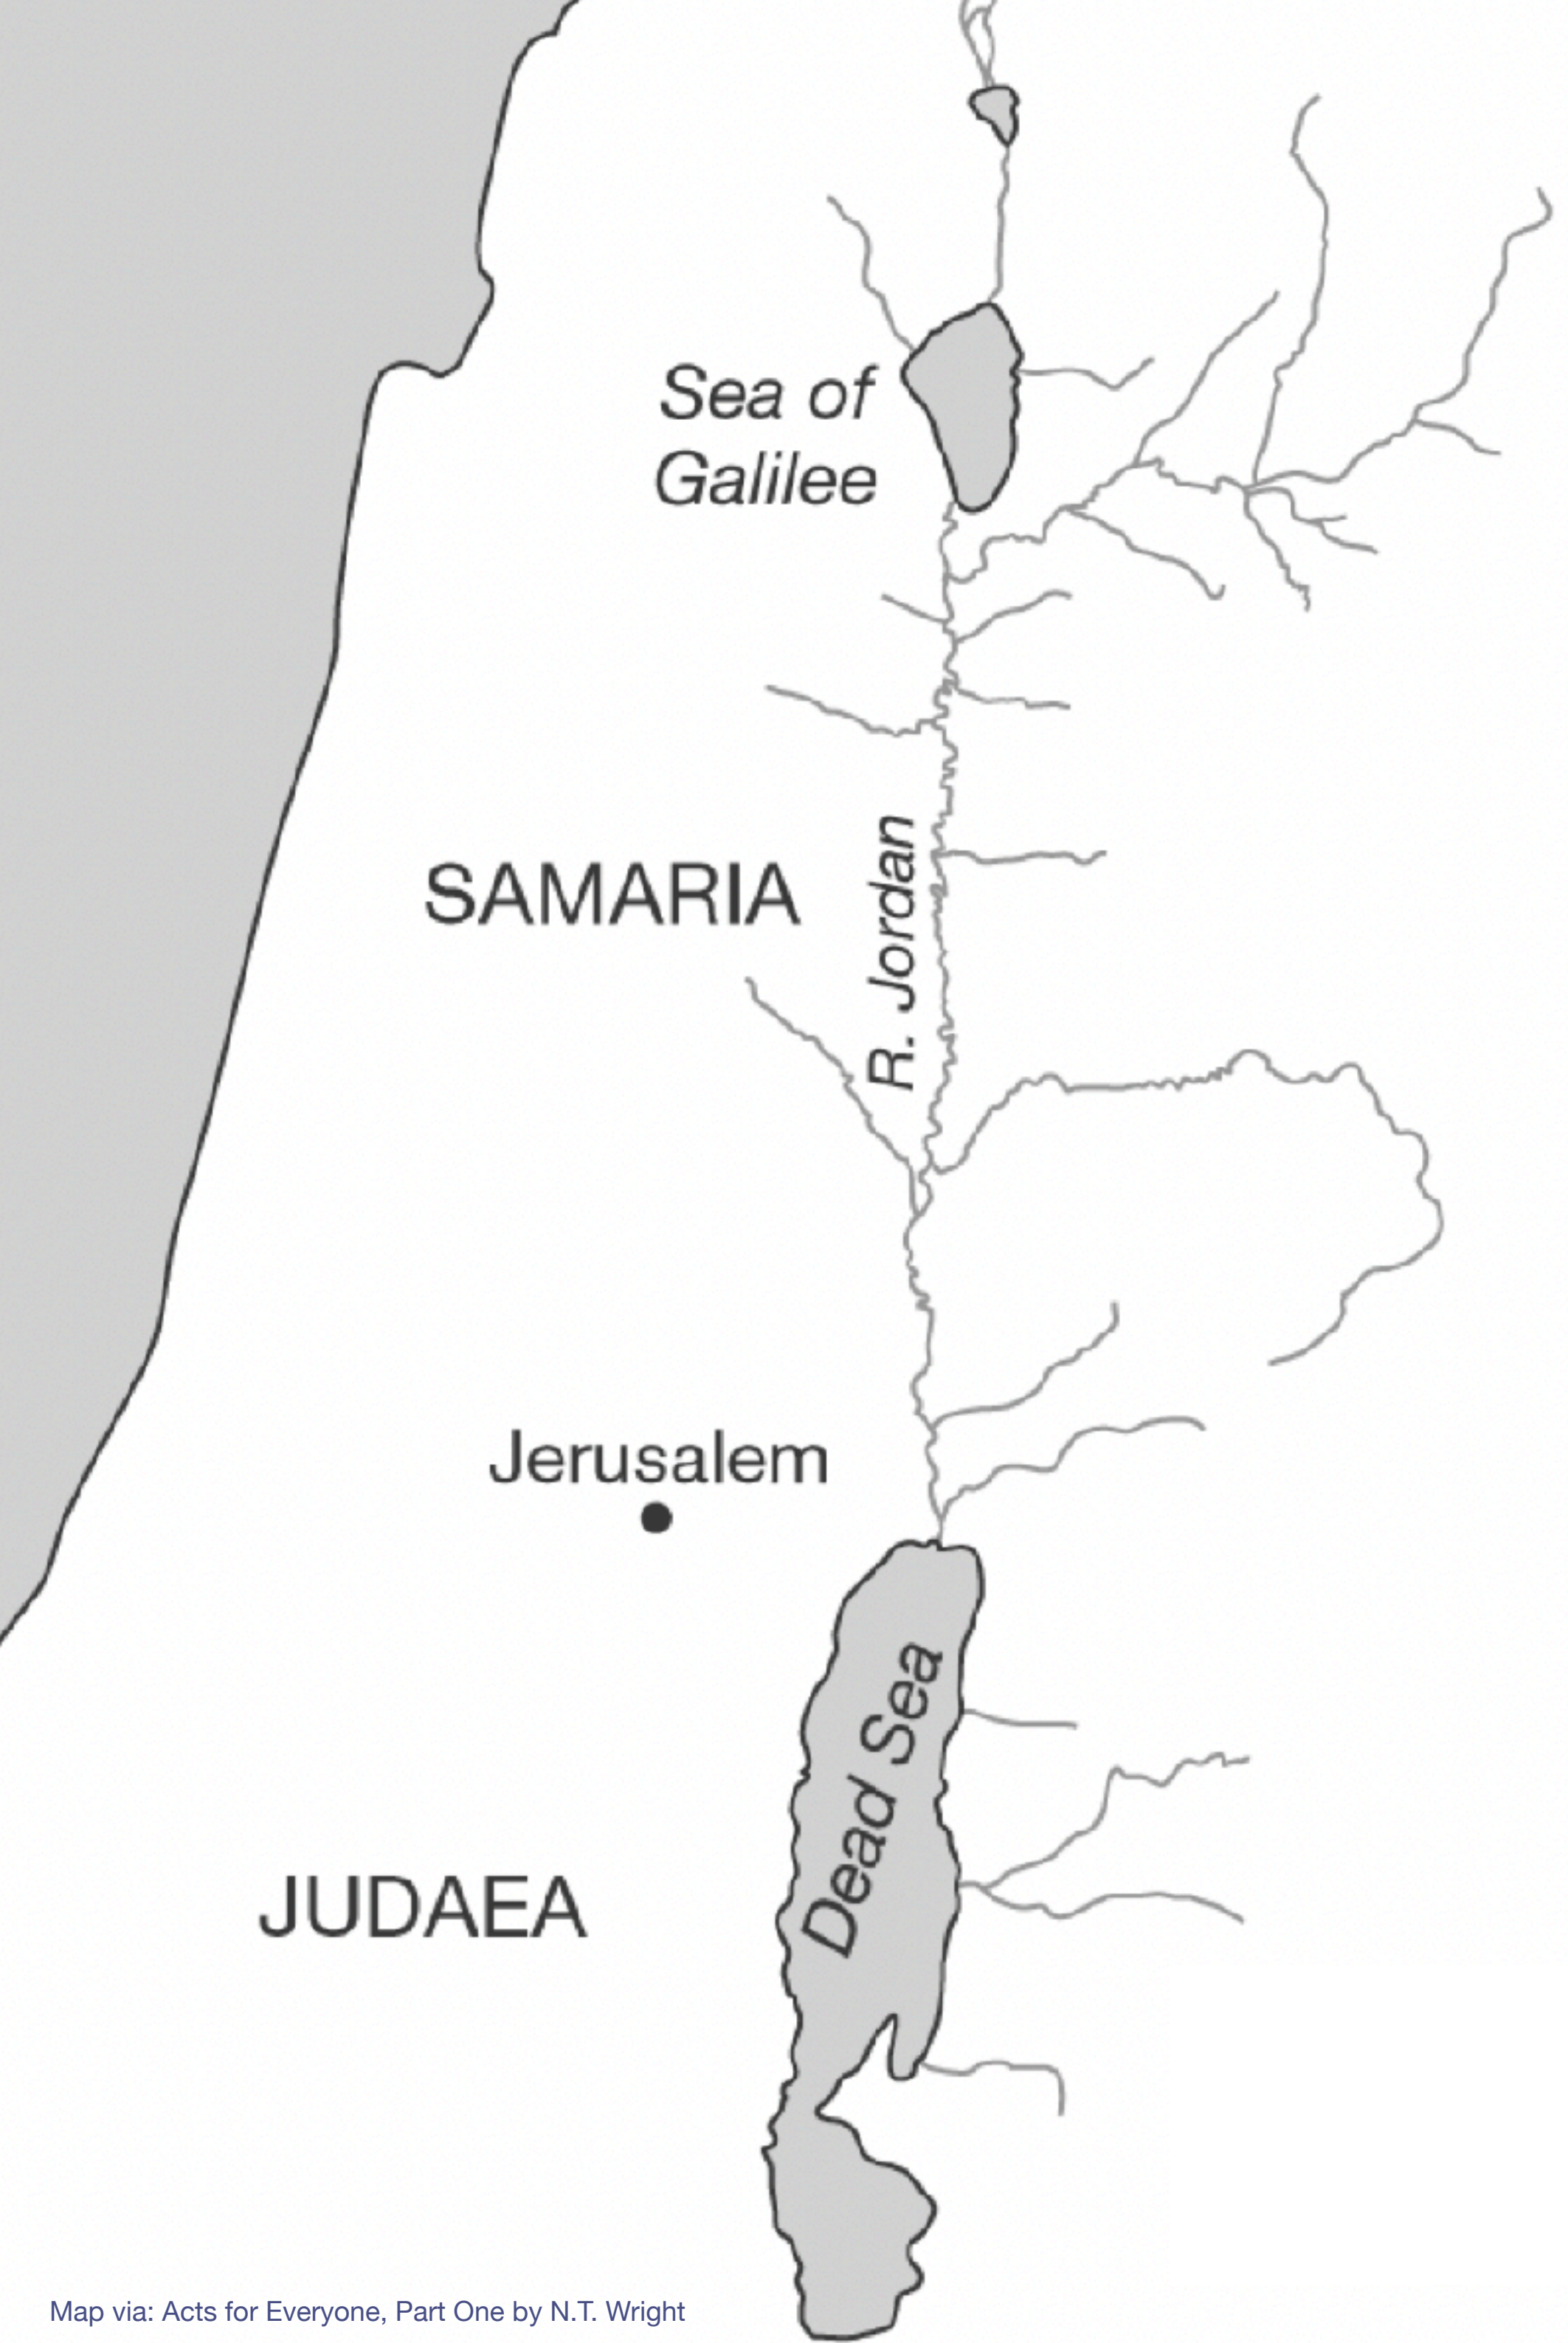 Sea of
Galilee
SAMARIA
R. Jordan
Jerusalem
Dead Sea
JUDAEA
Map via: Acts for Everyone, Part One by N.T. Wright